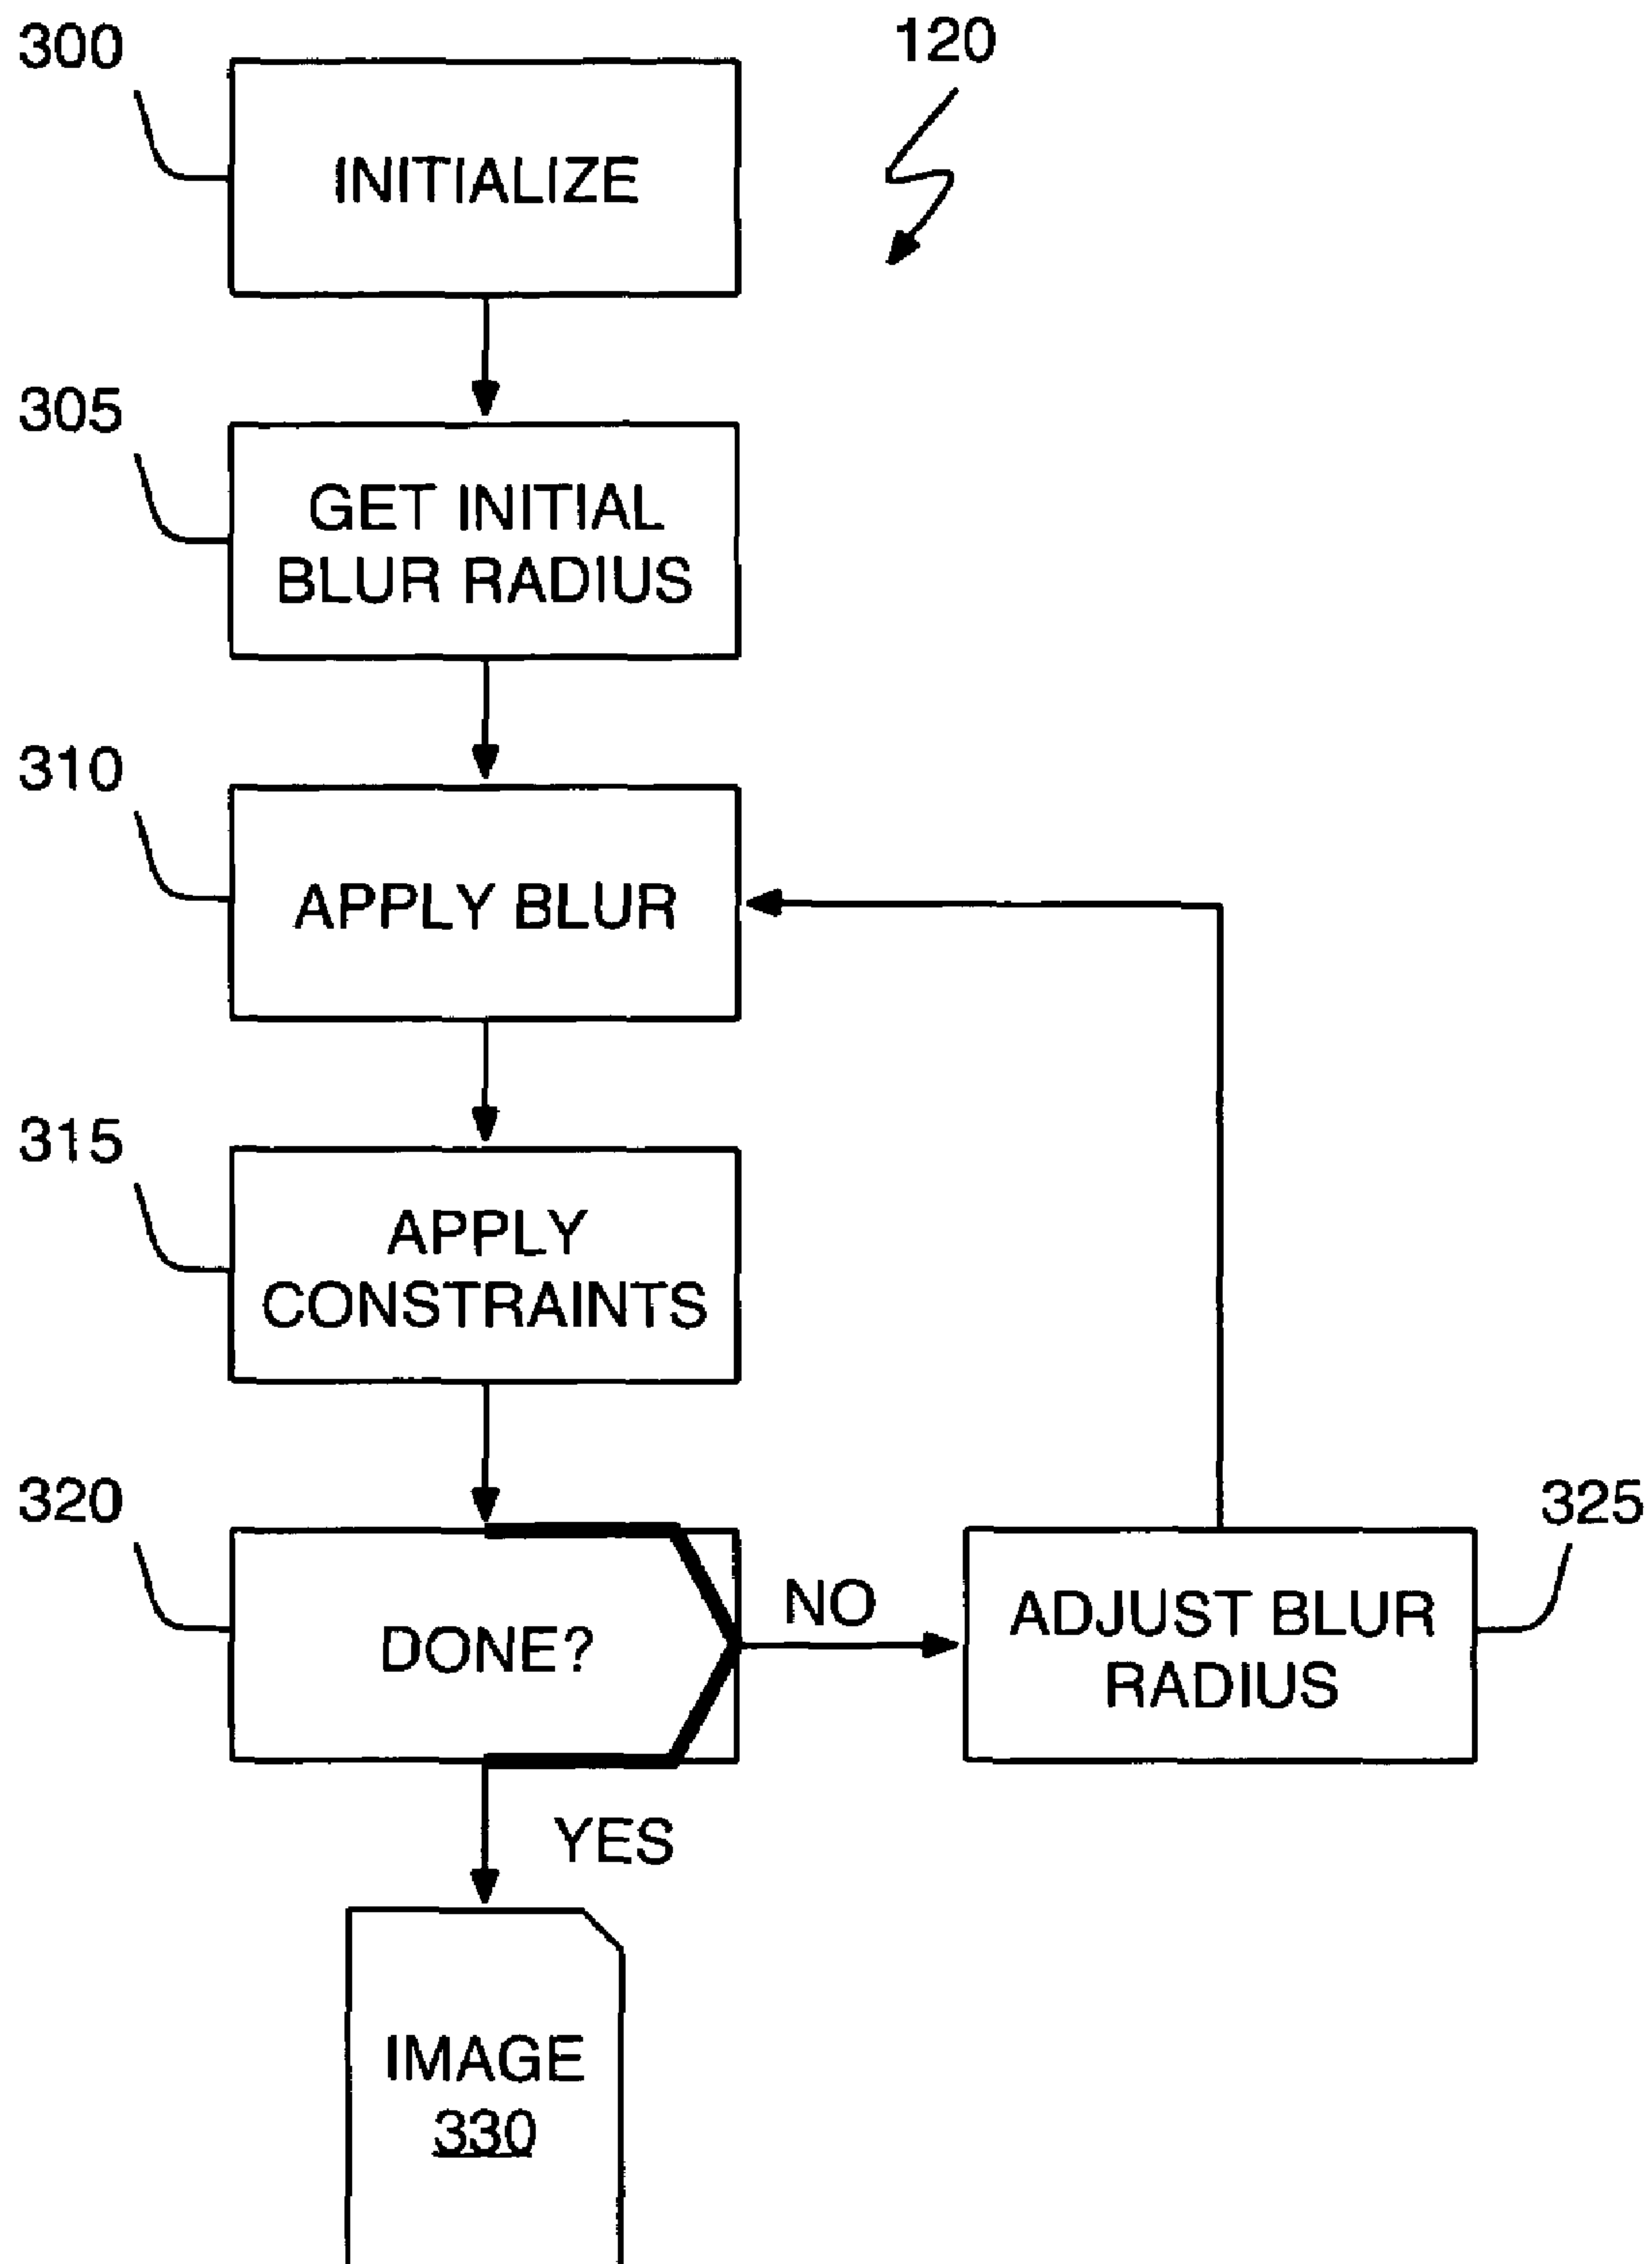 300
120
INITIALIZE
305
GET INITIAL
BLUR RADIUS
310
APPLY BLUR
315
APPLY
CONSTRAINTS
320
325
DONE?
NO
ADJUST BLUR
RADIUS
YES
IMAGE
330